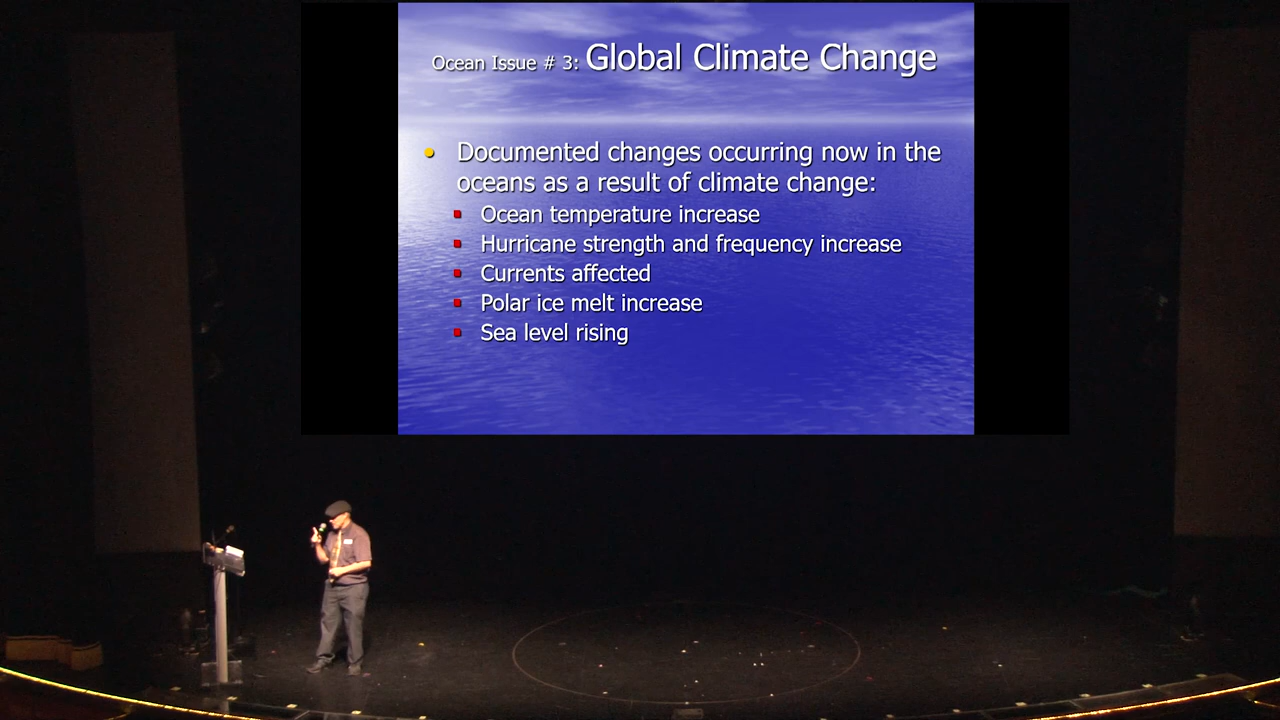 Ocean Issue # 3: Global Climate Change
Documented changes occurring now in the
oceans as a result of climate change:
Ocean temperature increase
Hurricane strength and frequency increase
Currents affected
Polar ice melt increase
Sea level rising